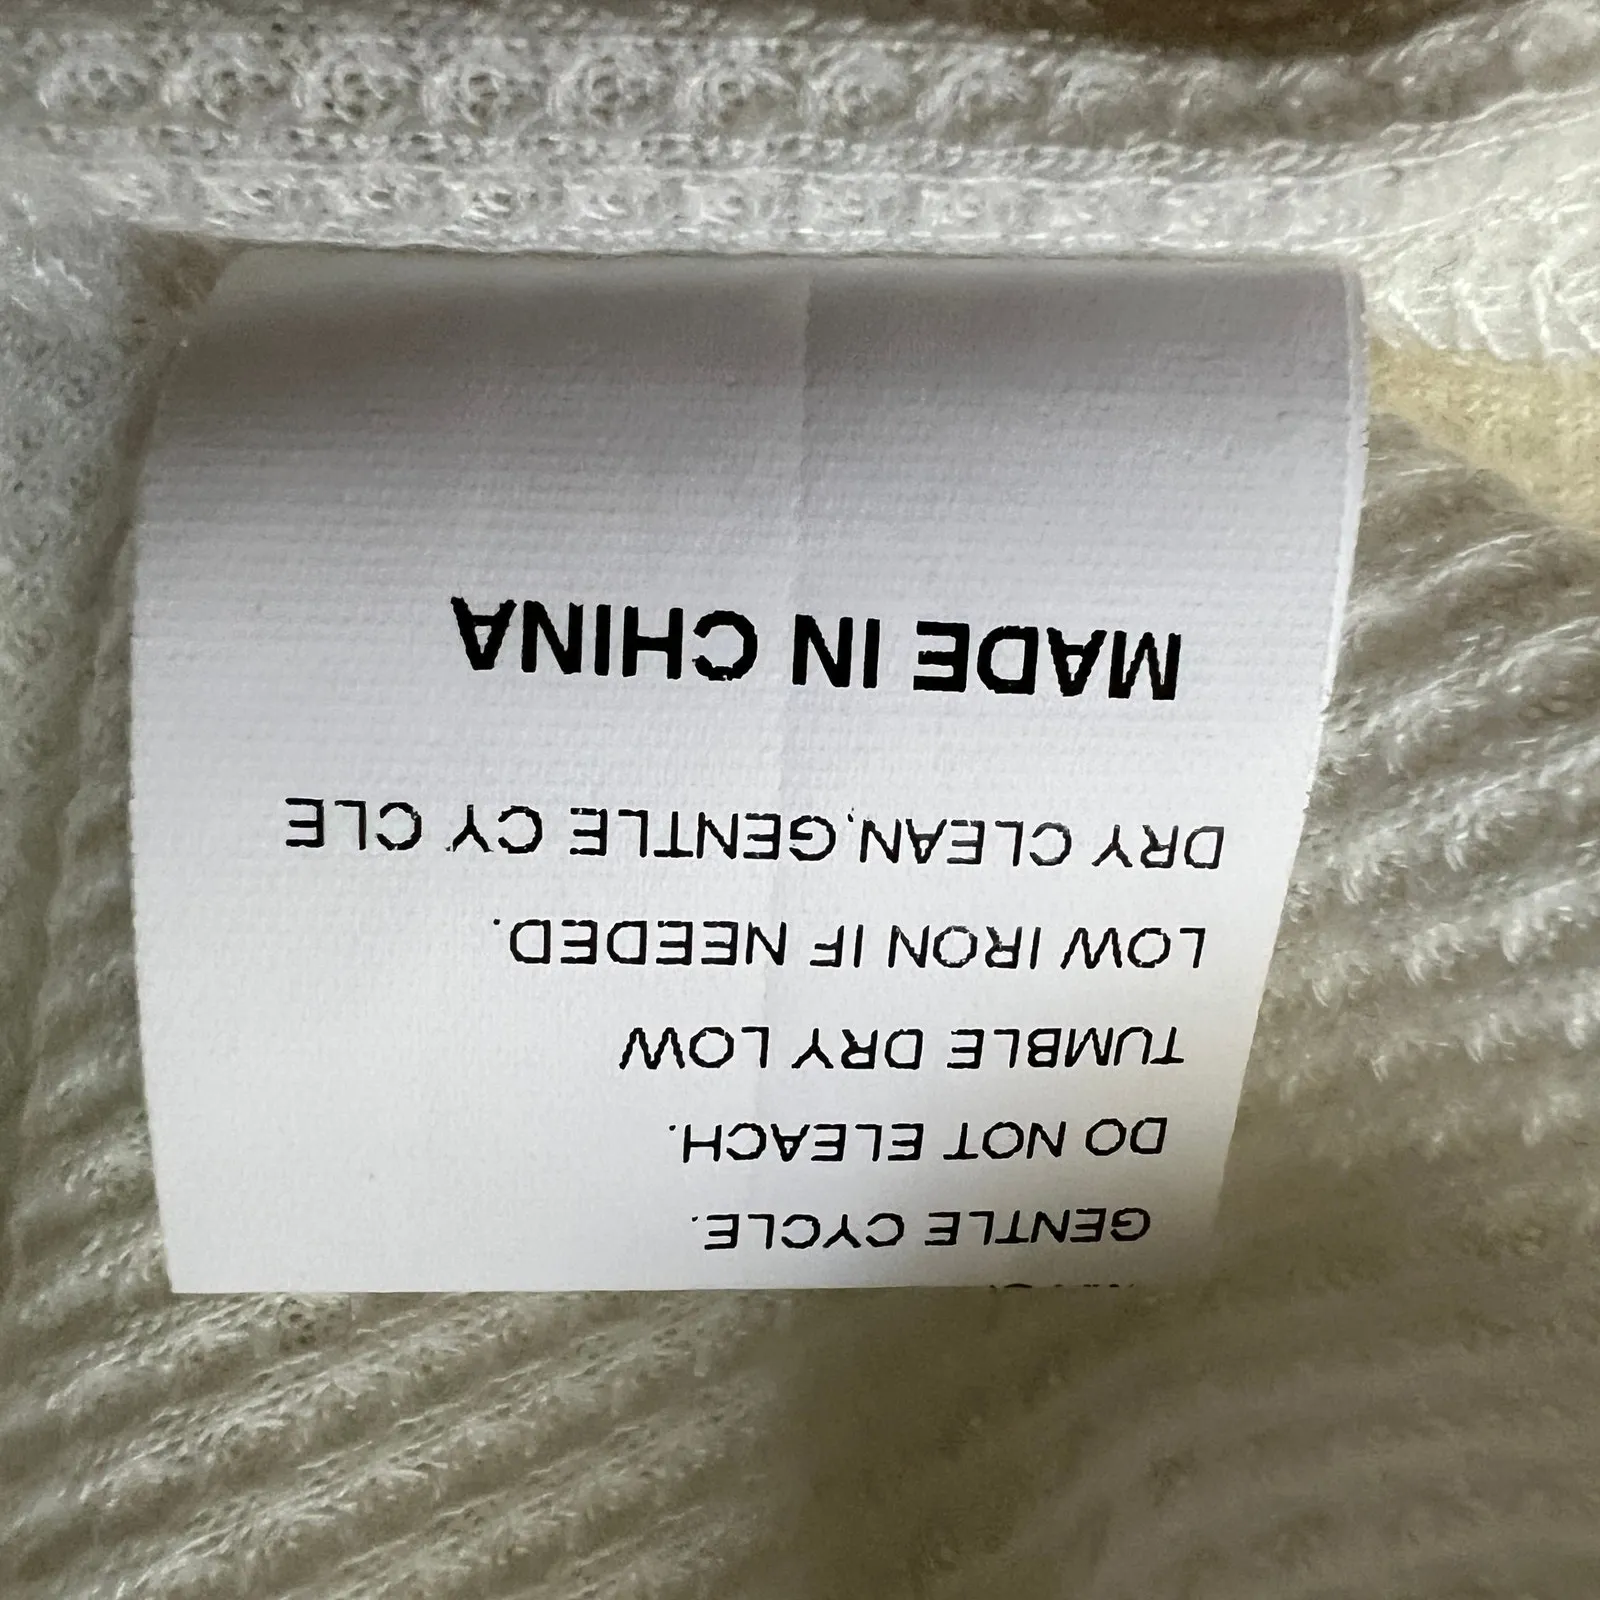 GENTLE CYCLE.
DO NOT ELEACH.
TUMBLE DRY LOW
LOW IRON IF NEEDED.
DRY CLEAN,GENTLE CY CLE
MADE IN CHINA